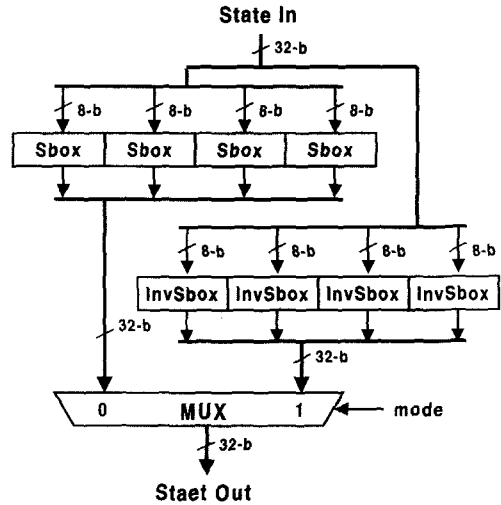 State In
32-b
8-b 8-b 8-b 8-b
Sbox Sbox Sbox Sbox
8-b 8-b 8-b 8-b
InvSbox InvSbox InvSbox InvSbox
32-b
32-b
0 MUX 1
mode
32-b
Staet Out